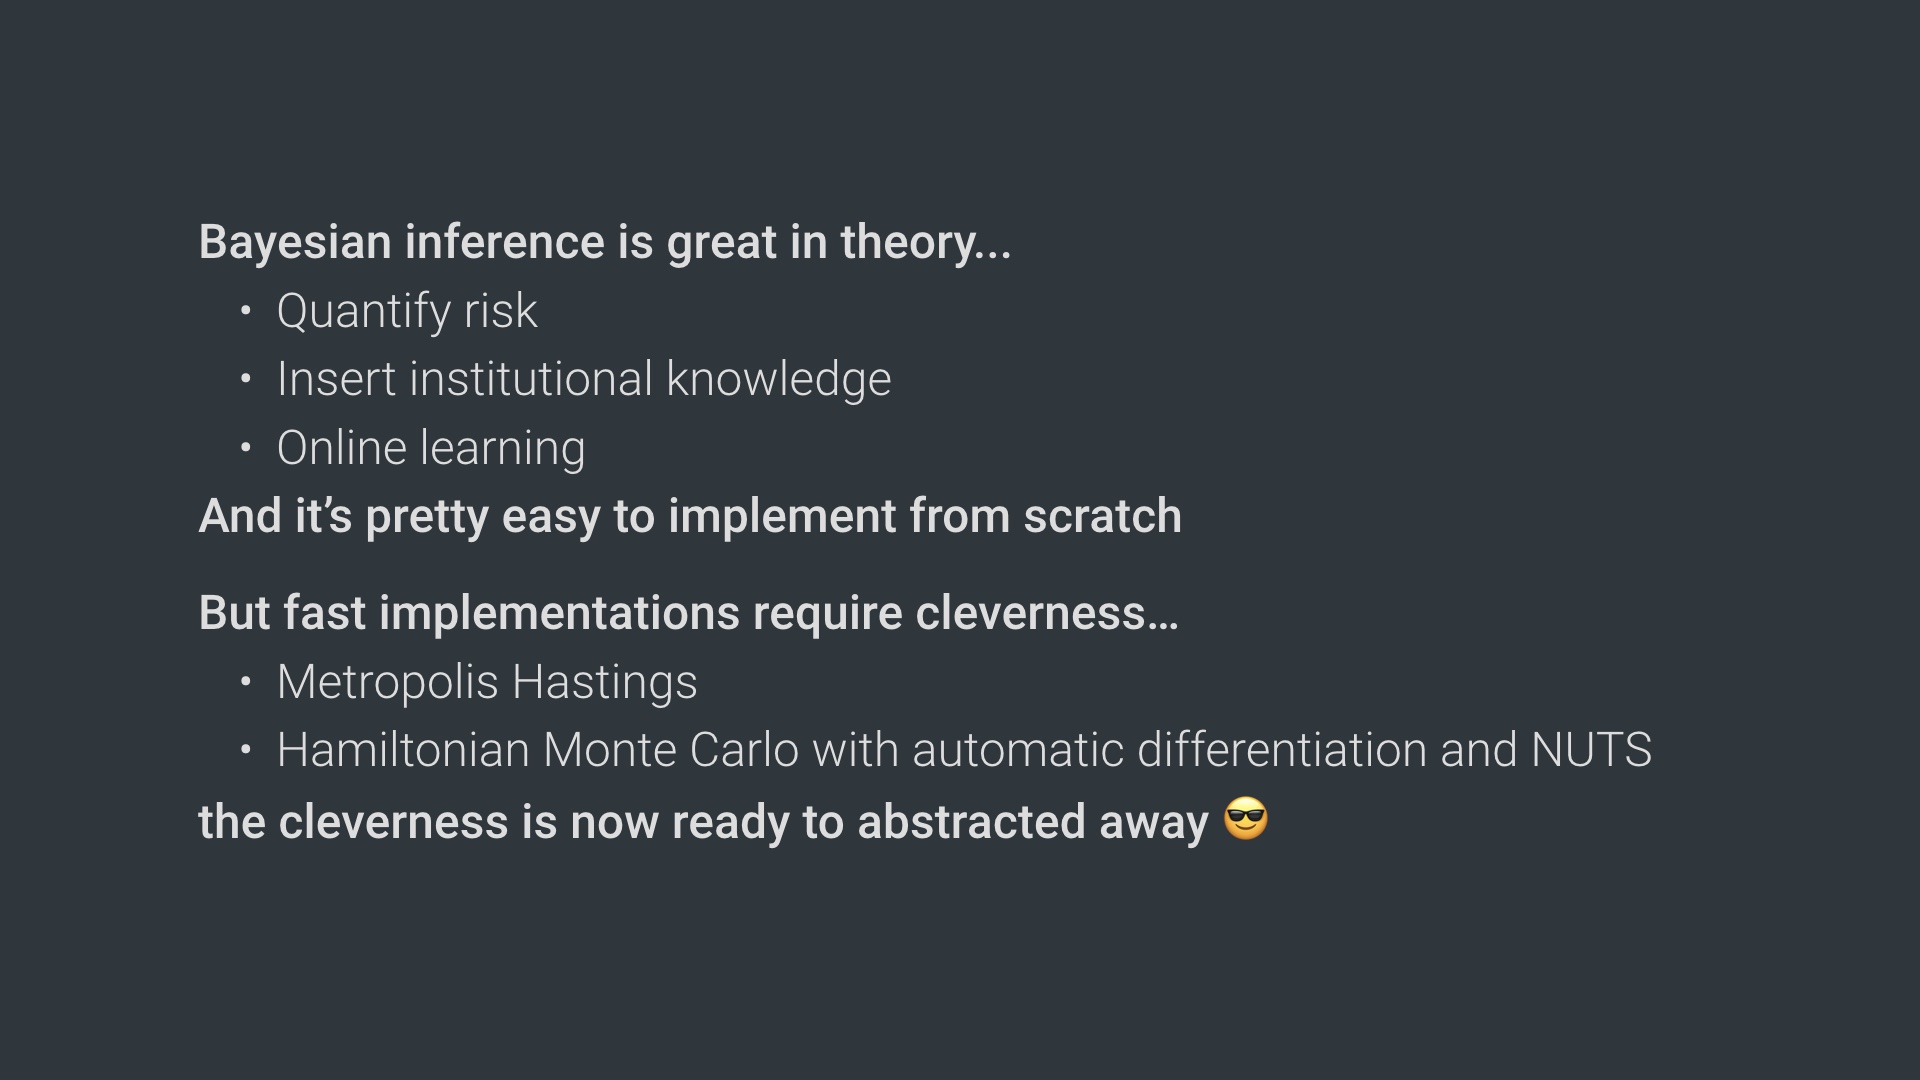 Bayesian inference is great in theory...
• Quantify risk
• Insert institutional knowledge
• Online learning
And it’s pretty easy to implement from scratch
But fast implementations require cleverness…
• Metropolis Hastings
• Hamiltonian Monte Carlo with automatic differentiation and NUTS
the cleverness is now ready to abstracted away 😎